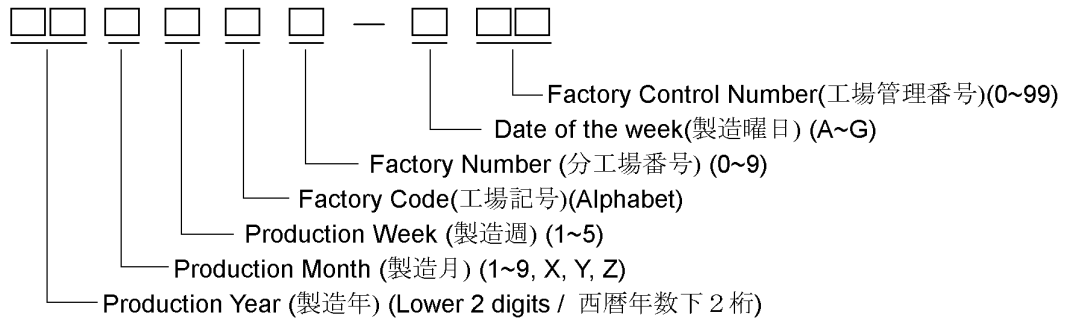 Factory Control Number(工場管理番号)(0~99)
Date of the week(製造曜日) (A~G)
Factory Number (分工場番号) (0~9)
Factory Code(工場記号)(Alphabet)
Production Week (製造週) (1~5)
Production Month (製造月) (1~9, X, Y, Z)
Production Year (製造年) (Lower 2 digits / 西暦年数下２桁)